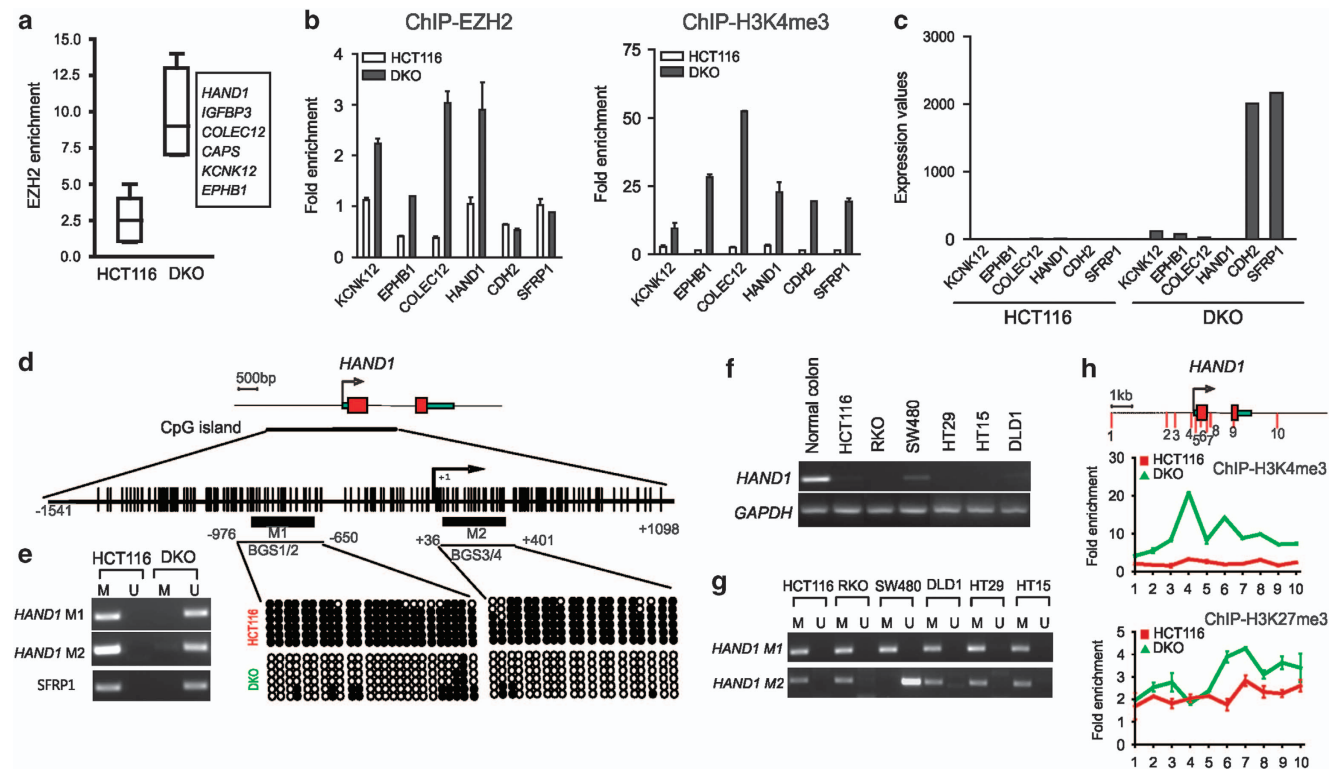 a
15.0
12.5
10.0
7.5
5.0
2.5
0.0
EZH2 enrichment
HCT116 DKO
HAND1
IGFBP3
COLEC12
CAPS
KCNK12
EPHB1
b
ChIP-EZH2
HCT116
DKO
4
3
2
1
0
Fold enrichment
KCNK12 EPHB1 COLEC12 HAND1 CDH2 SFRP1
ChIP-H3K4me3
HCT116
DKO
75
50
25
0
Fold enrichment
KCNK12 EPHB1 COLEC12 HAND1 CDH2 SFRP1
c
3000
2000
1000
0
Expression values
KCNK12 EPHB1 COLEC12 HAND1 CDH2 SFRP1 KCNK12 EPHB1 COLEC12 HAND1 CDH2 SFRP1
HCT116 DKO
d
500bp
HAND1
CpG island
+1
-1541 +1098
-976 M1 -650 +36 M2 +401
BGS1/2 BGS3/4
HCT116
DKO
e
HCT116 DKO
M U M U
HAND1 M1
HAND1 M2
SFRP1
f
Normal colon HCT116 RKO SW480 HT29 HT15 DLD1
HAND1
GAPDH
g
HCT116 RKO SW480 DLD1 HT29 HT15
M U M U M U M U M U M U
HAND1 M1
HAND1 M2
h
HAND1
1kb
1 2 3 4 5 6 7 8 9 10
ChIP-H3K4me3
HCT116
DKO
30
20
10
0
Fold enrichment
1 2 3 4 5 6 7 8 9 10
ChIP-H3K27me3
HCT116
DKO
5
4
3
2
1
0
Fold enrichment
1 2 3 4 5 6 7 8 9 10